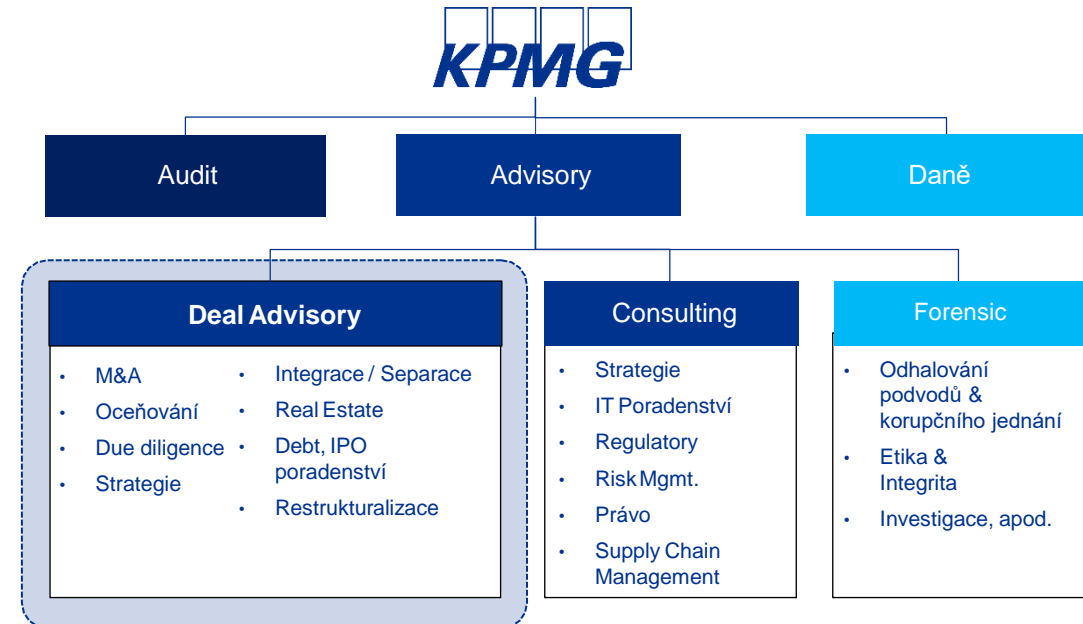 KPMG
Audit
Advisory
Daně
Deal Advisory
• M&A
• Oceňování
• Due diligence
• Strategie
• Integrace / Separace
• Real Estate
• Debt, IPO
poradenství
• Restrukturalizace
Consulting
• Strategie
• IT Poradenství
• Regulatory
• Risk Mgmt.
• Právo
• Supply Chain
Management
Forensic
• Odhalování
podvodů &
korupčního jednání
• Etika &
Integrita
• Investigace, apod.